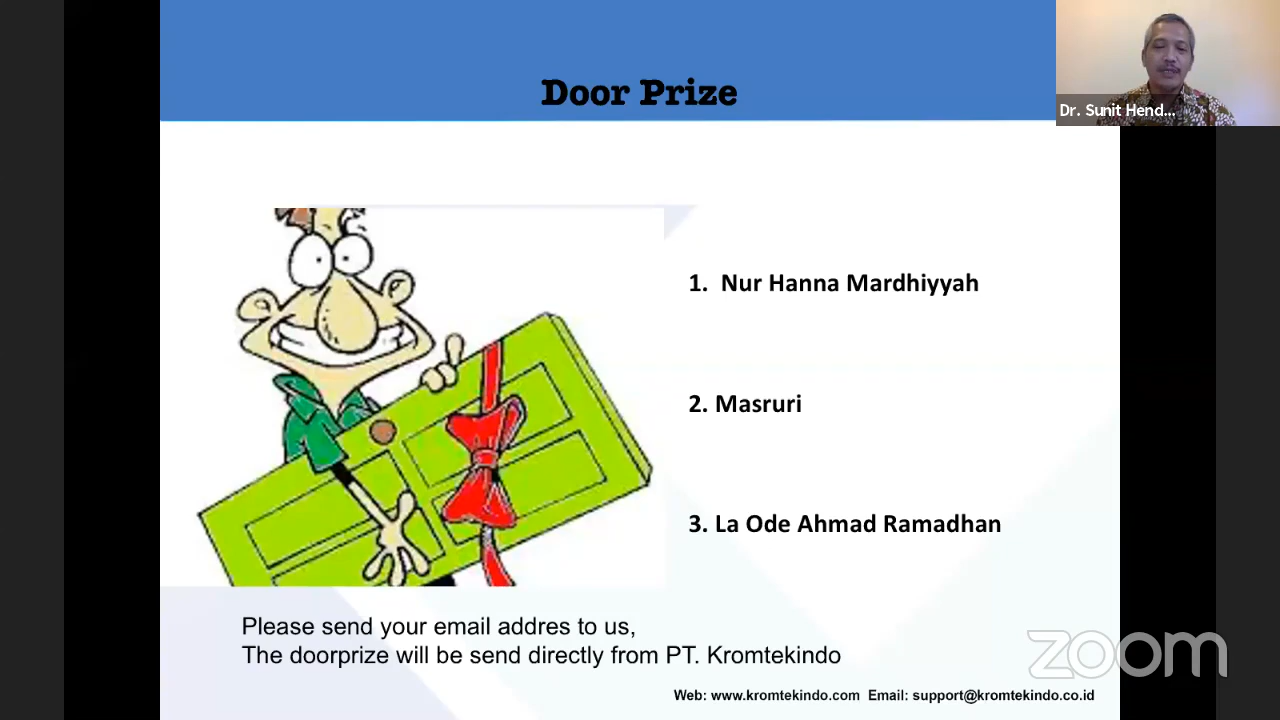 Door Prize
Dr. Sunit Hend...
1. Nur Hanna Mardhiyyah
2. Masruri
3. La Ode Ahmad Ramadhan
Please send your email addres to us,
The doorprize will be send directly from PT. Kromtekindo
zoom
Web: www.kromtekindo.com Email: support@kromtekindo.co.id